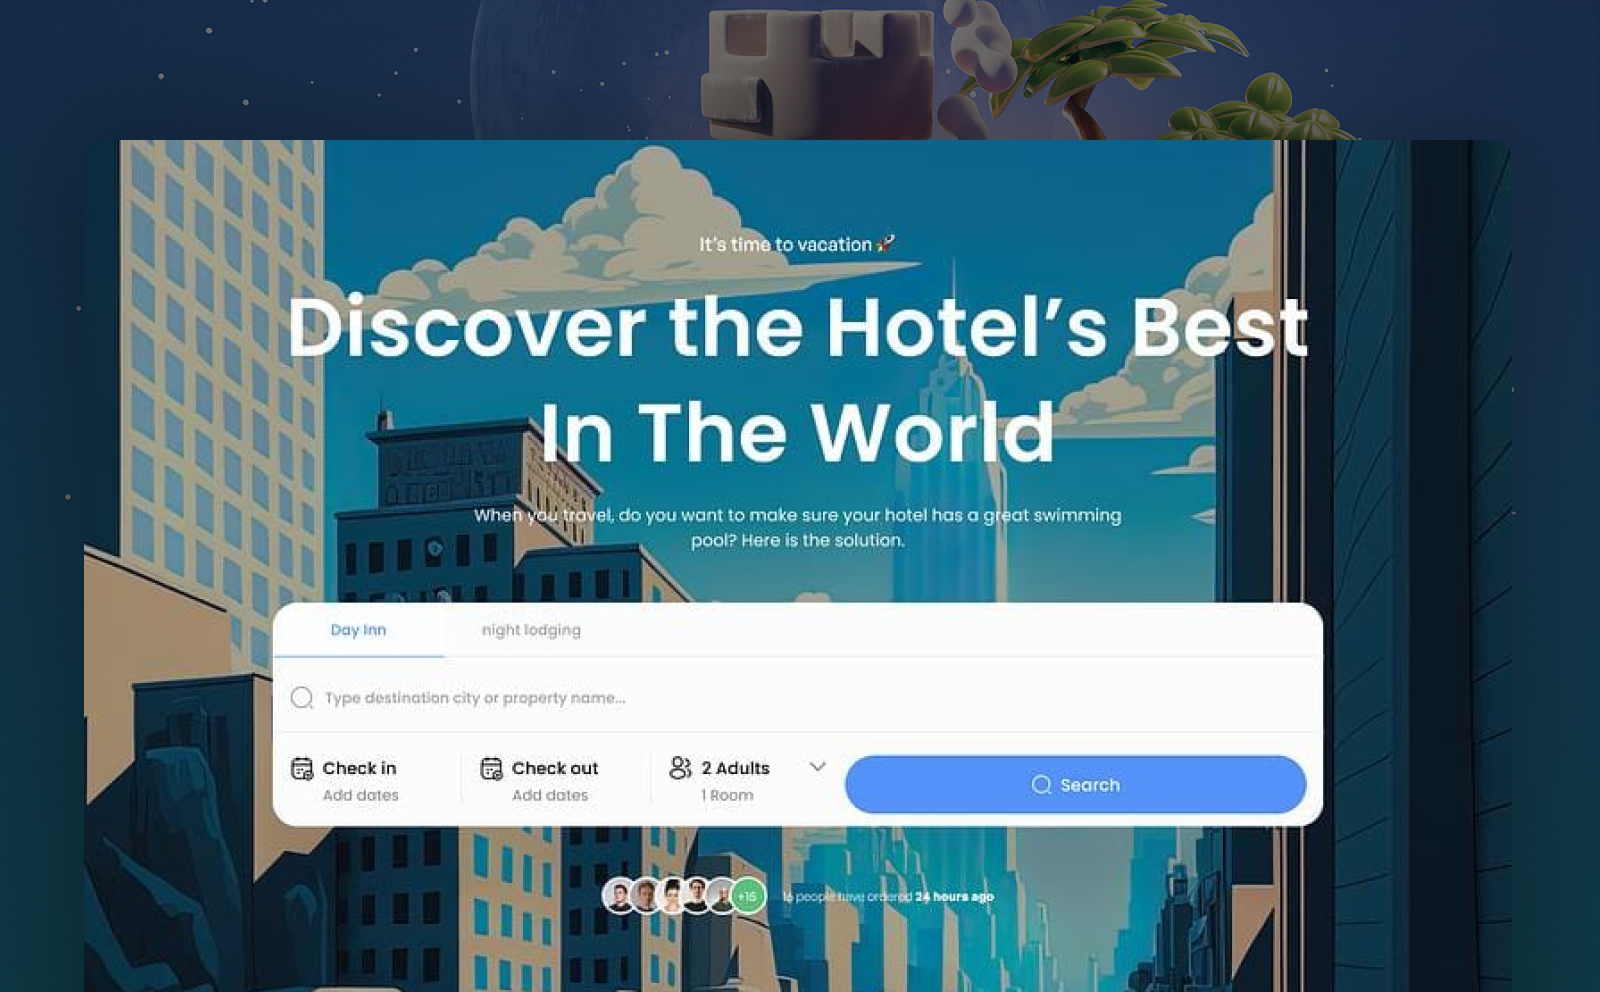 It's time to vacation
Discover the Hotel's Best
In The World
When you travel, do you want to make sure your hotel has a great swimming
pool? Here is the solution.
Day Inn
night lodging
Type destination city or property name...
Check in
Add dates
Check out
Add dates
2 Adults
1 Room
Search
+15
16 people have ordered 24 hours ago